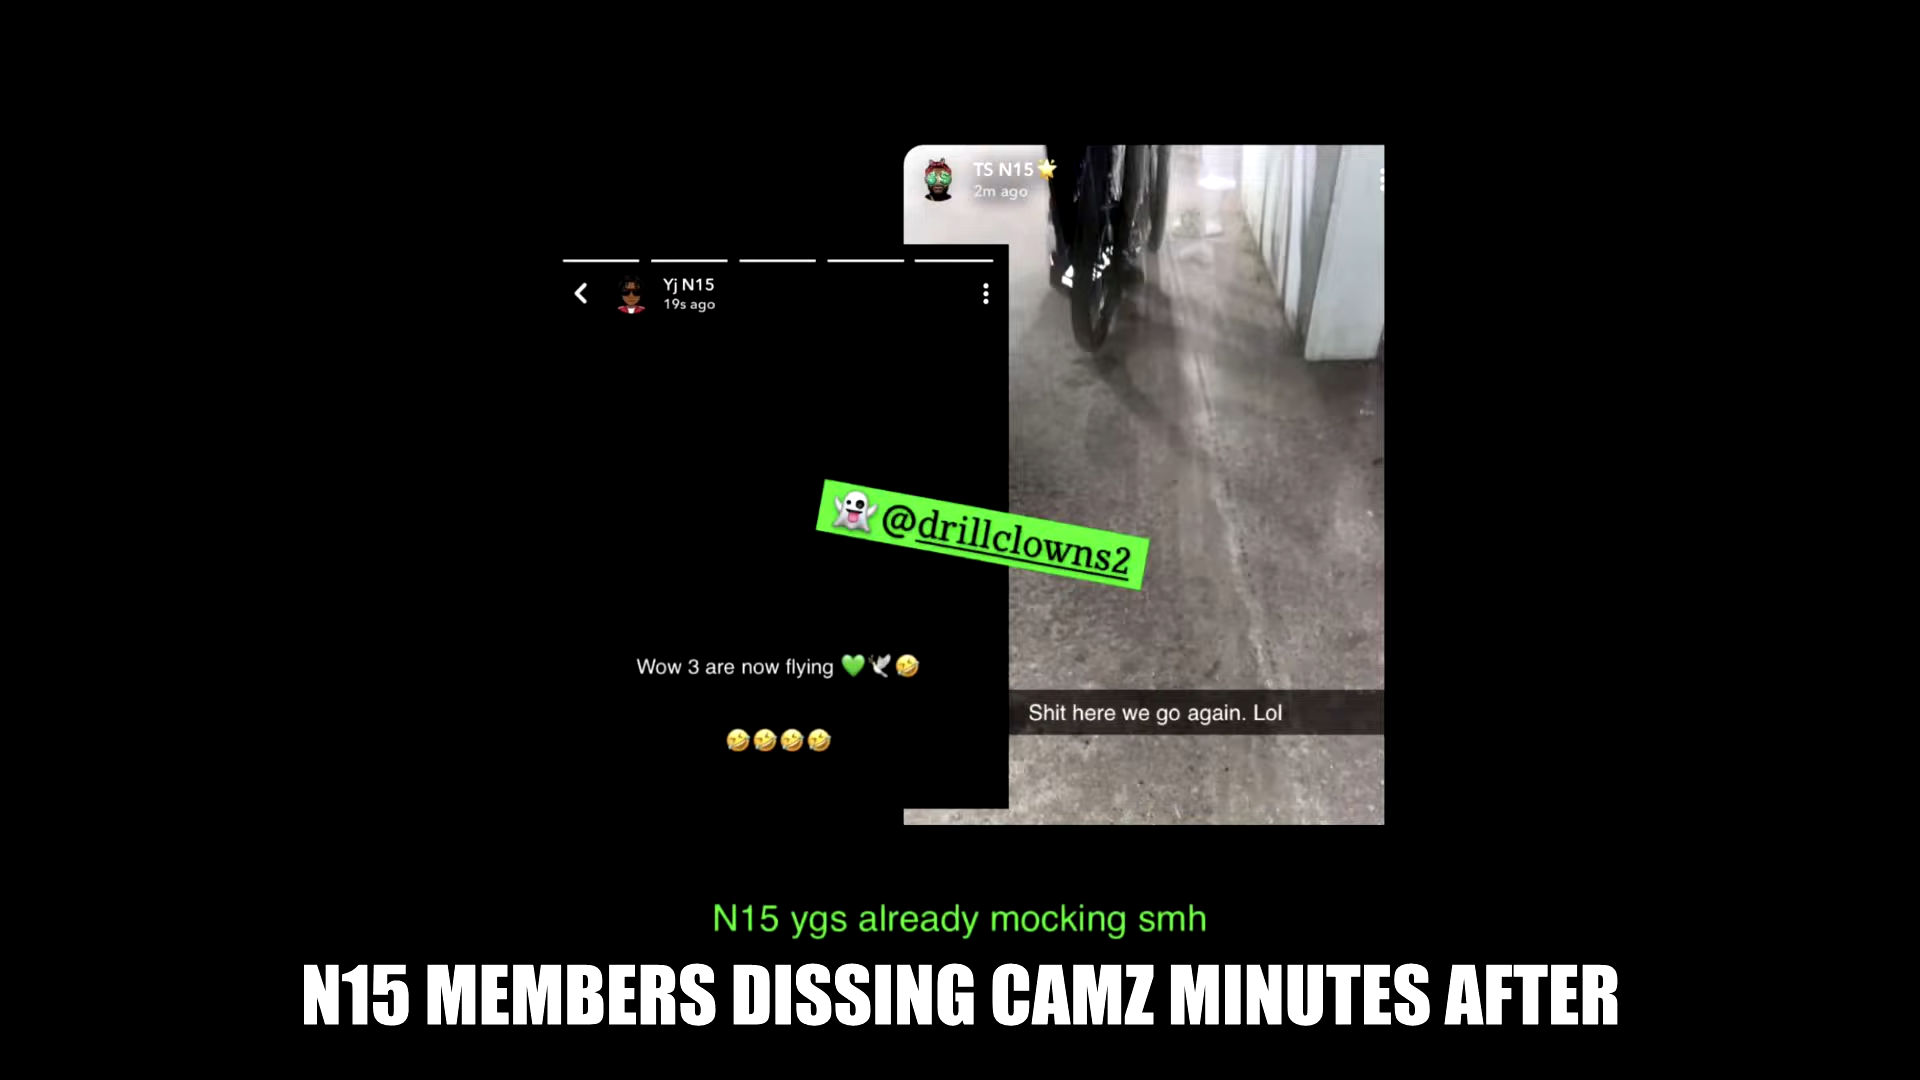 TS N15🌟
2m ago
Yj N15
19s ago
👻@drillclowns2
Wow 3 are now flying 💚🕊️🤣
🤣🤣🤣🤣
Shit here we go again. Lol
N15 ygs already mocking smh
N15 MEMBERS DISSING CAMZ MINUTES AFTER